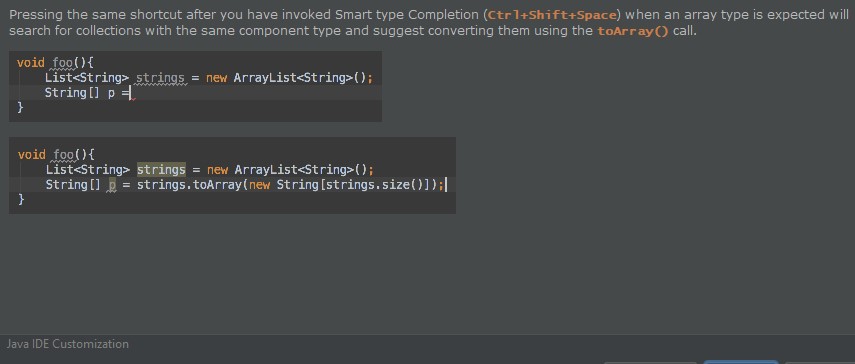 Pressing the same shortcut after you have invoked Smart type Completion (Ctrl+Shift+Space) when an array type is expected will
search for collections with the same component type and suggest converting them using the toArray() call.
void foo(){
List<String> strings = new ArrayList<String>();
String[] p =
}
void foo(){
List<String> strings = new ArrayList<String>();
String[] p = strings.toArray(new String[strings.size()]);
}
Java IDE Customization